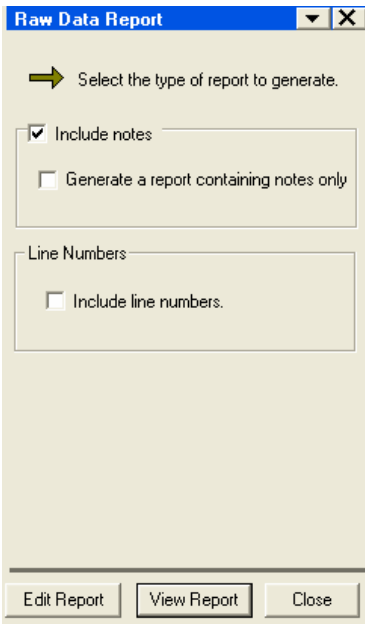 Raw Data Report
Select the type of report to generate.
Include notes
Generate a report containing notes only
Line Numbers
Include line numbers.
Edit Report View Report Close